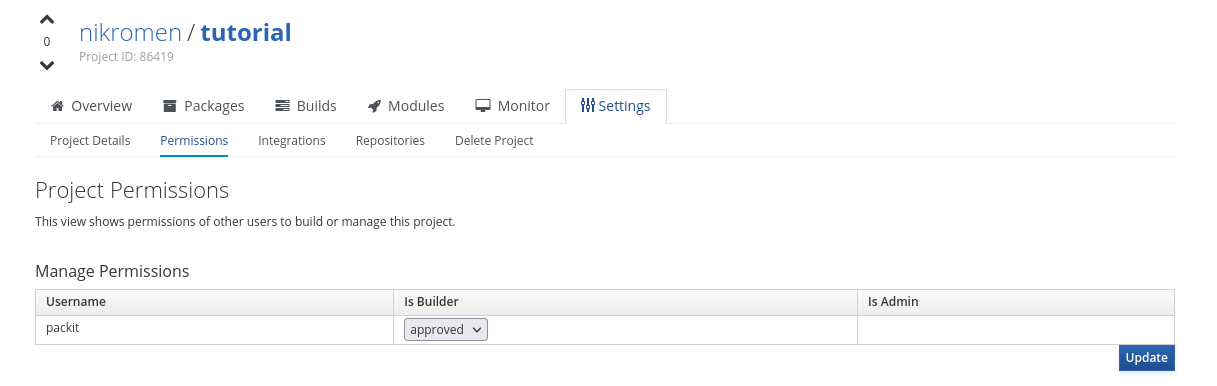 nikromen / tutorial
0
Project ID: 86419
Overview Packages Builds Modules Monitor Settings
Project Details Permissions Integrations Repositories Delete Project
Project Permissions
This view shows permissions of other users to build or manage this project.
Manage Permissions
Username Is Builder Is Admin
packit approved
Update